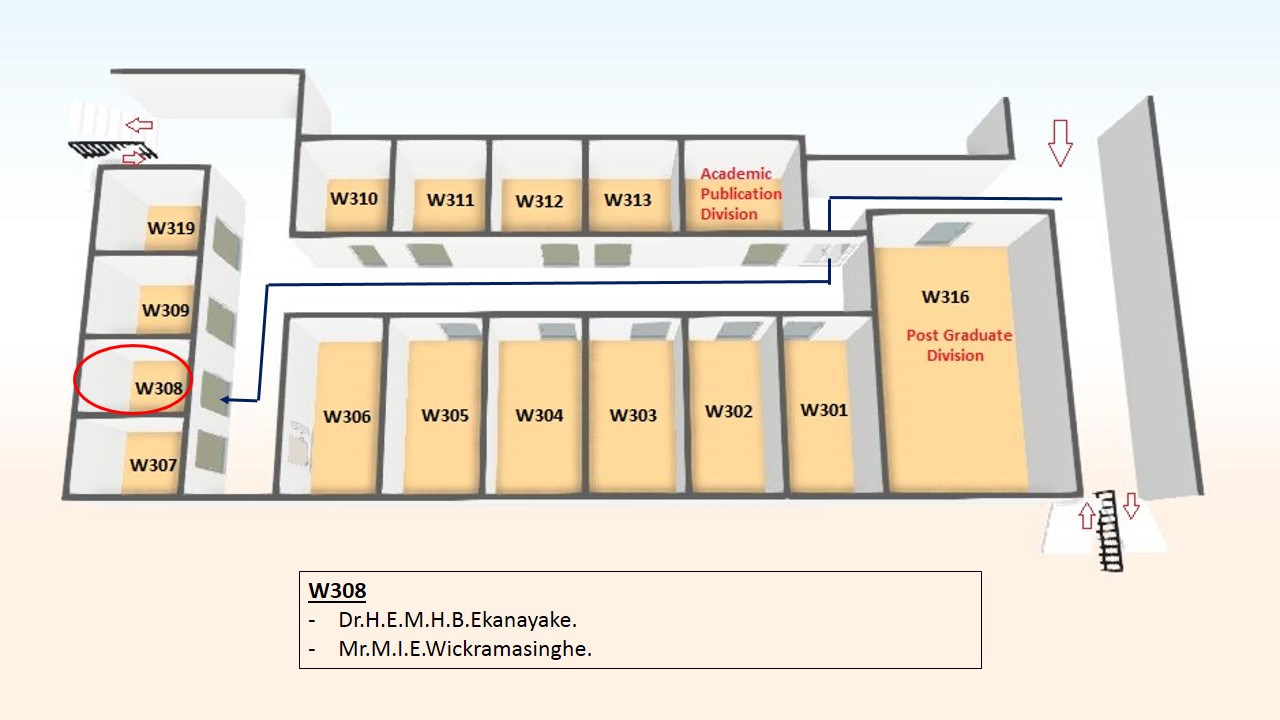 W310
W311
W312
W313
Academic
Publication
Division
W319
W309
W308
W307
W316
Post Graduate
Division
W306
W305
W304
W303
W302
W301
W308
- Dr.H.E.M.H.B.Ekanayake.
- Mr.M.I.E.Wickramasinghe.